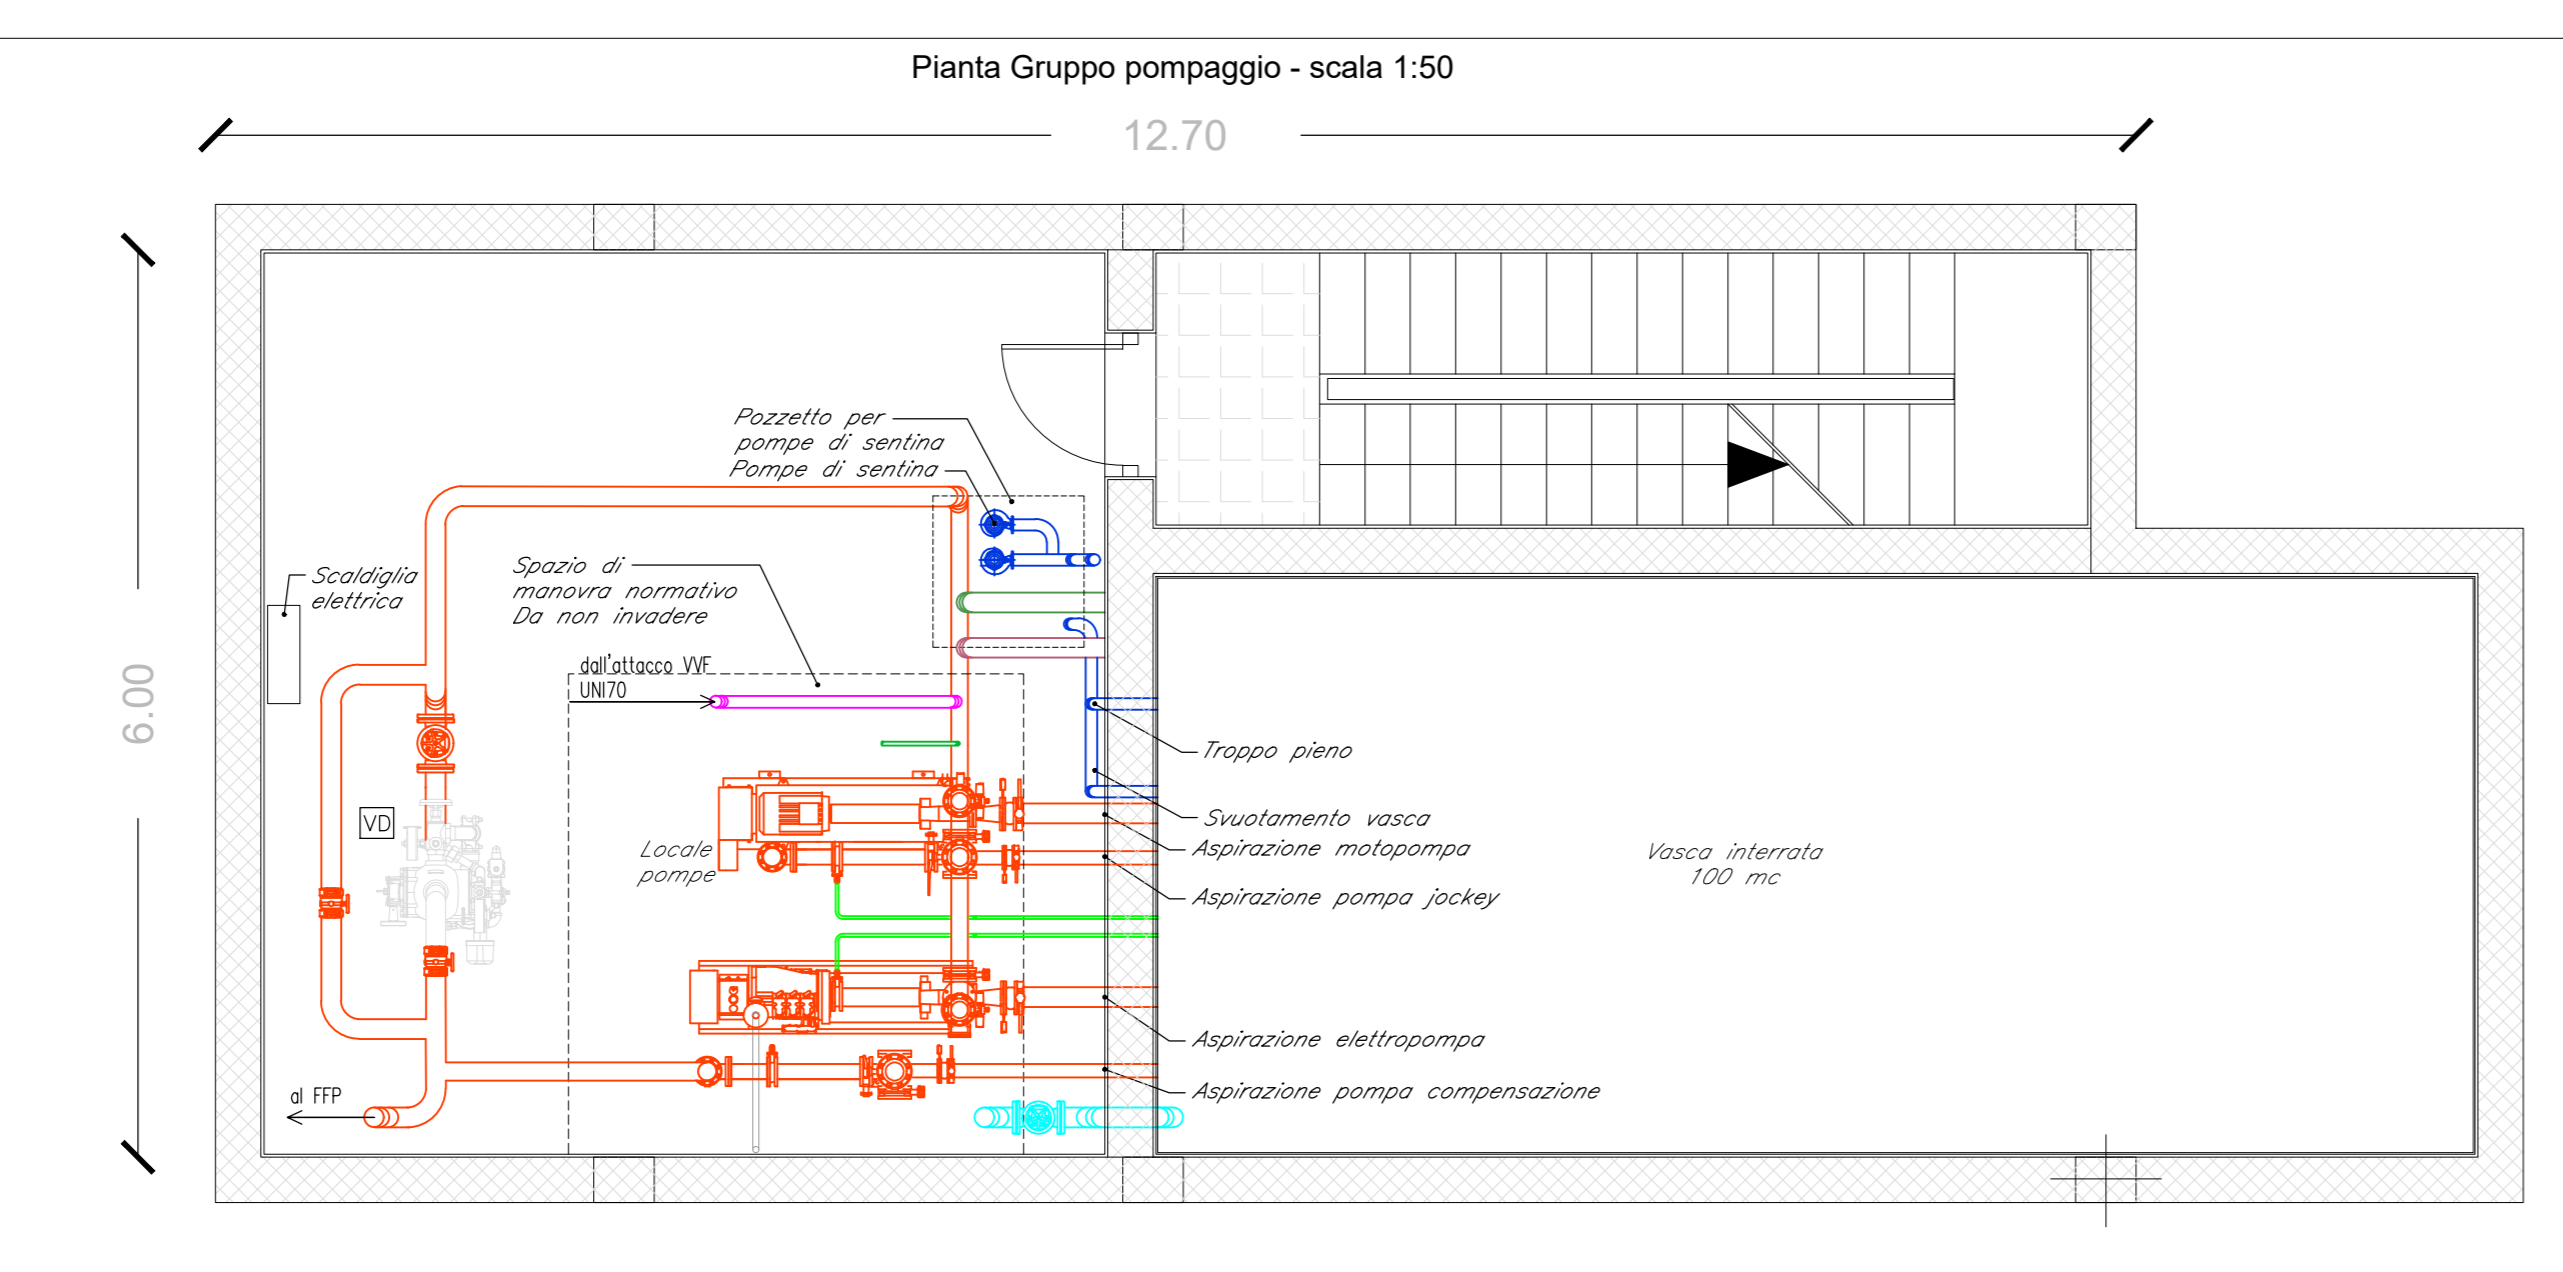 Pianta Gruppo pompaggio - scala 1:50
12.70
6.00
Pozzetto per
pompe di sentina
Pompe di sentina
Scaldiglia
elettrica
Spazio di
manovra normativo
Da non invadere
dall'attacco VVF
UNI70
VD
Locale
pompe
al FFP
Troppo pieno
Svuotamento vasca
Aspirazione motopompa
Aspirazione pompa jockey
Aspirazione elettropompa
Aspirazione pompa compensazione
Vasca interrata
100 mc